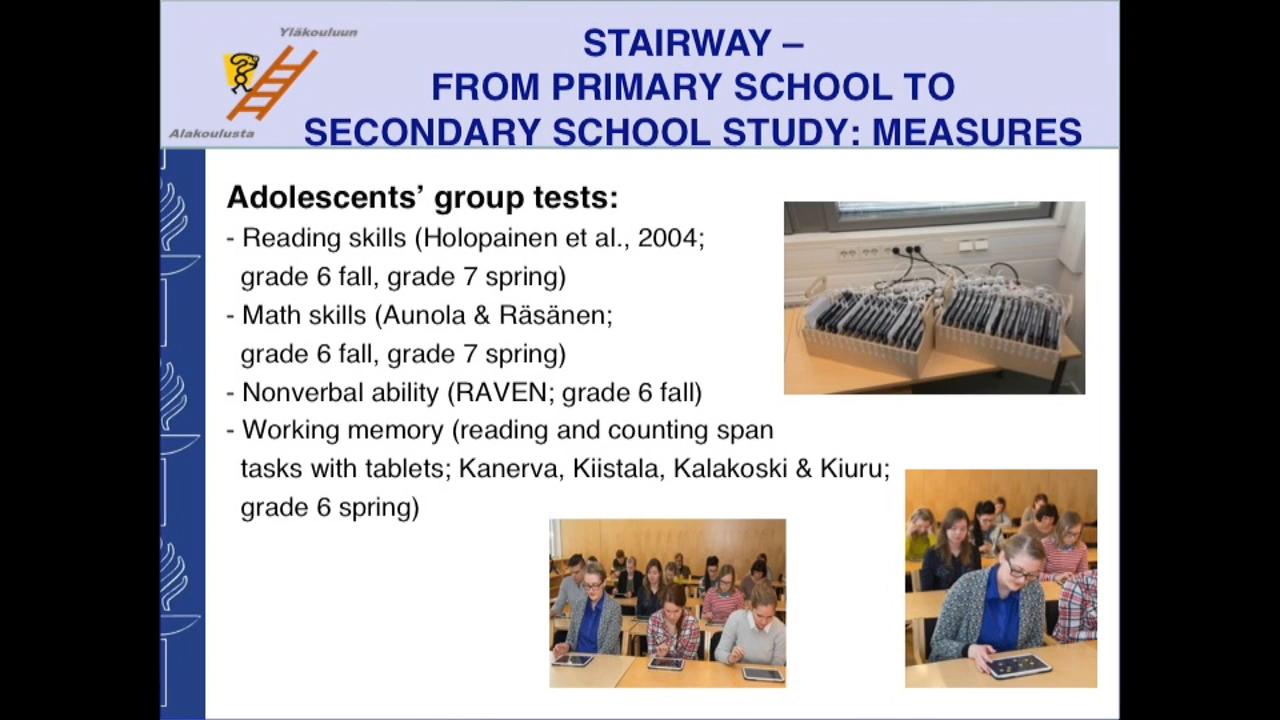 Yläkouluun
Alakoulusta
STAIRWAY –
FROM PRIMARY SCHOOL TO
SECONDARY SCHOOL STUDY: MEASURES
Adolescents’ group tests:
- Reading skills (Holopainen et al., 2004;
grade 6 fall, grade 7 spring)
- Math skills (Aunola & Räsänen;
grade 6 fall, grade 7 spring)
- Nonverbal ability (RAVEN; grade 6 fall)
- Working memory (reading and counting span
tasks with tablets; Kanerva, Kiistala, Kalakoski & Kiuru;
grade 6 spring)